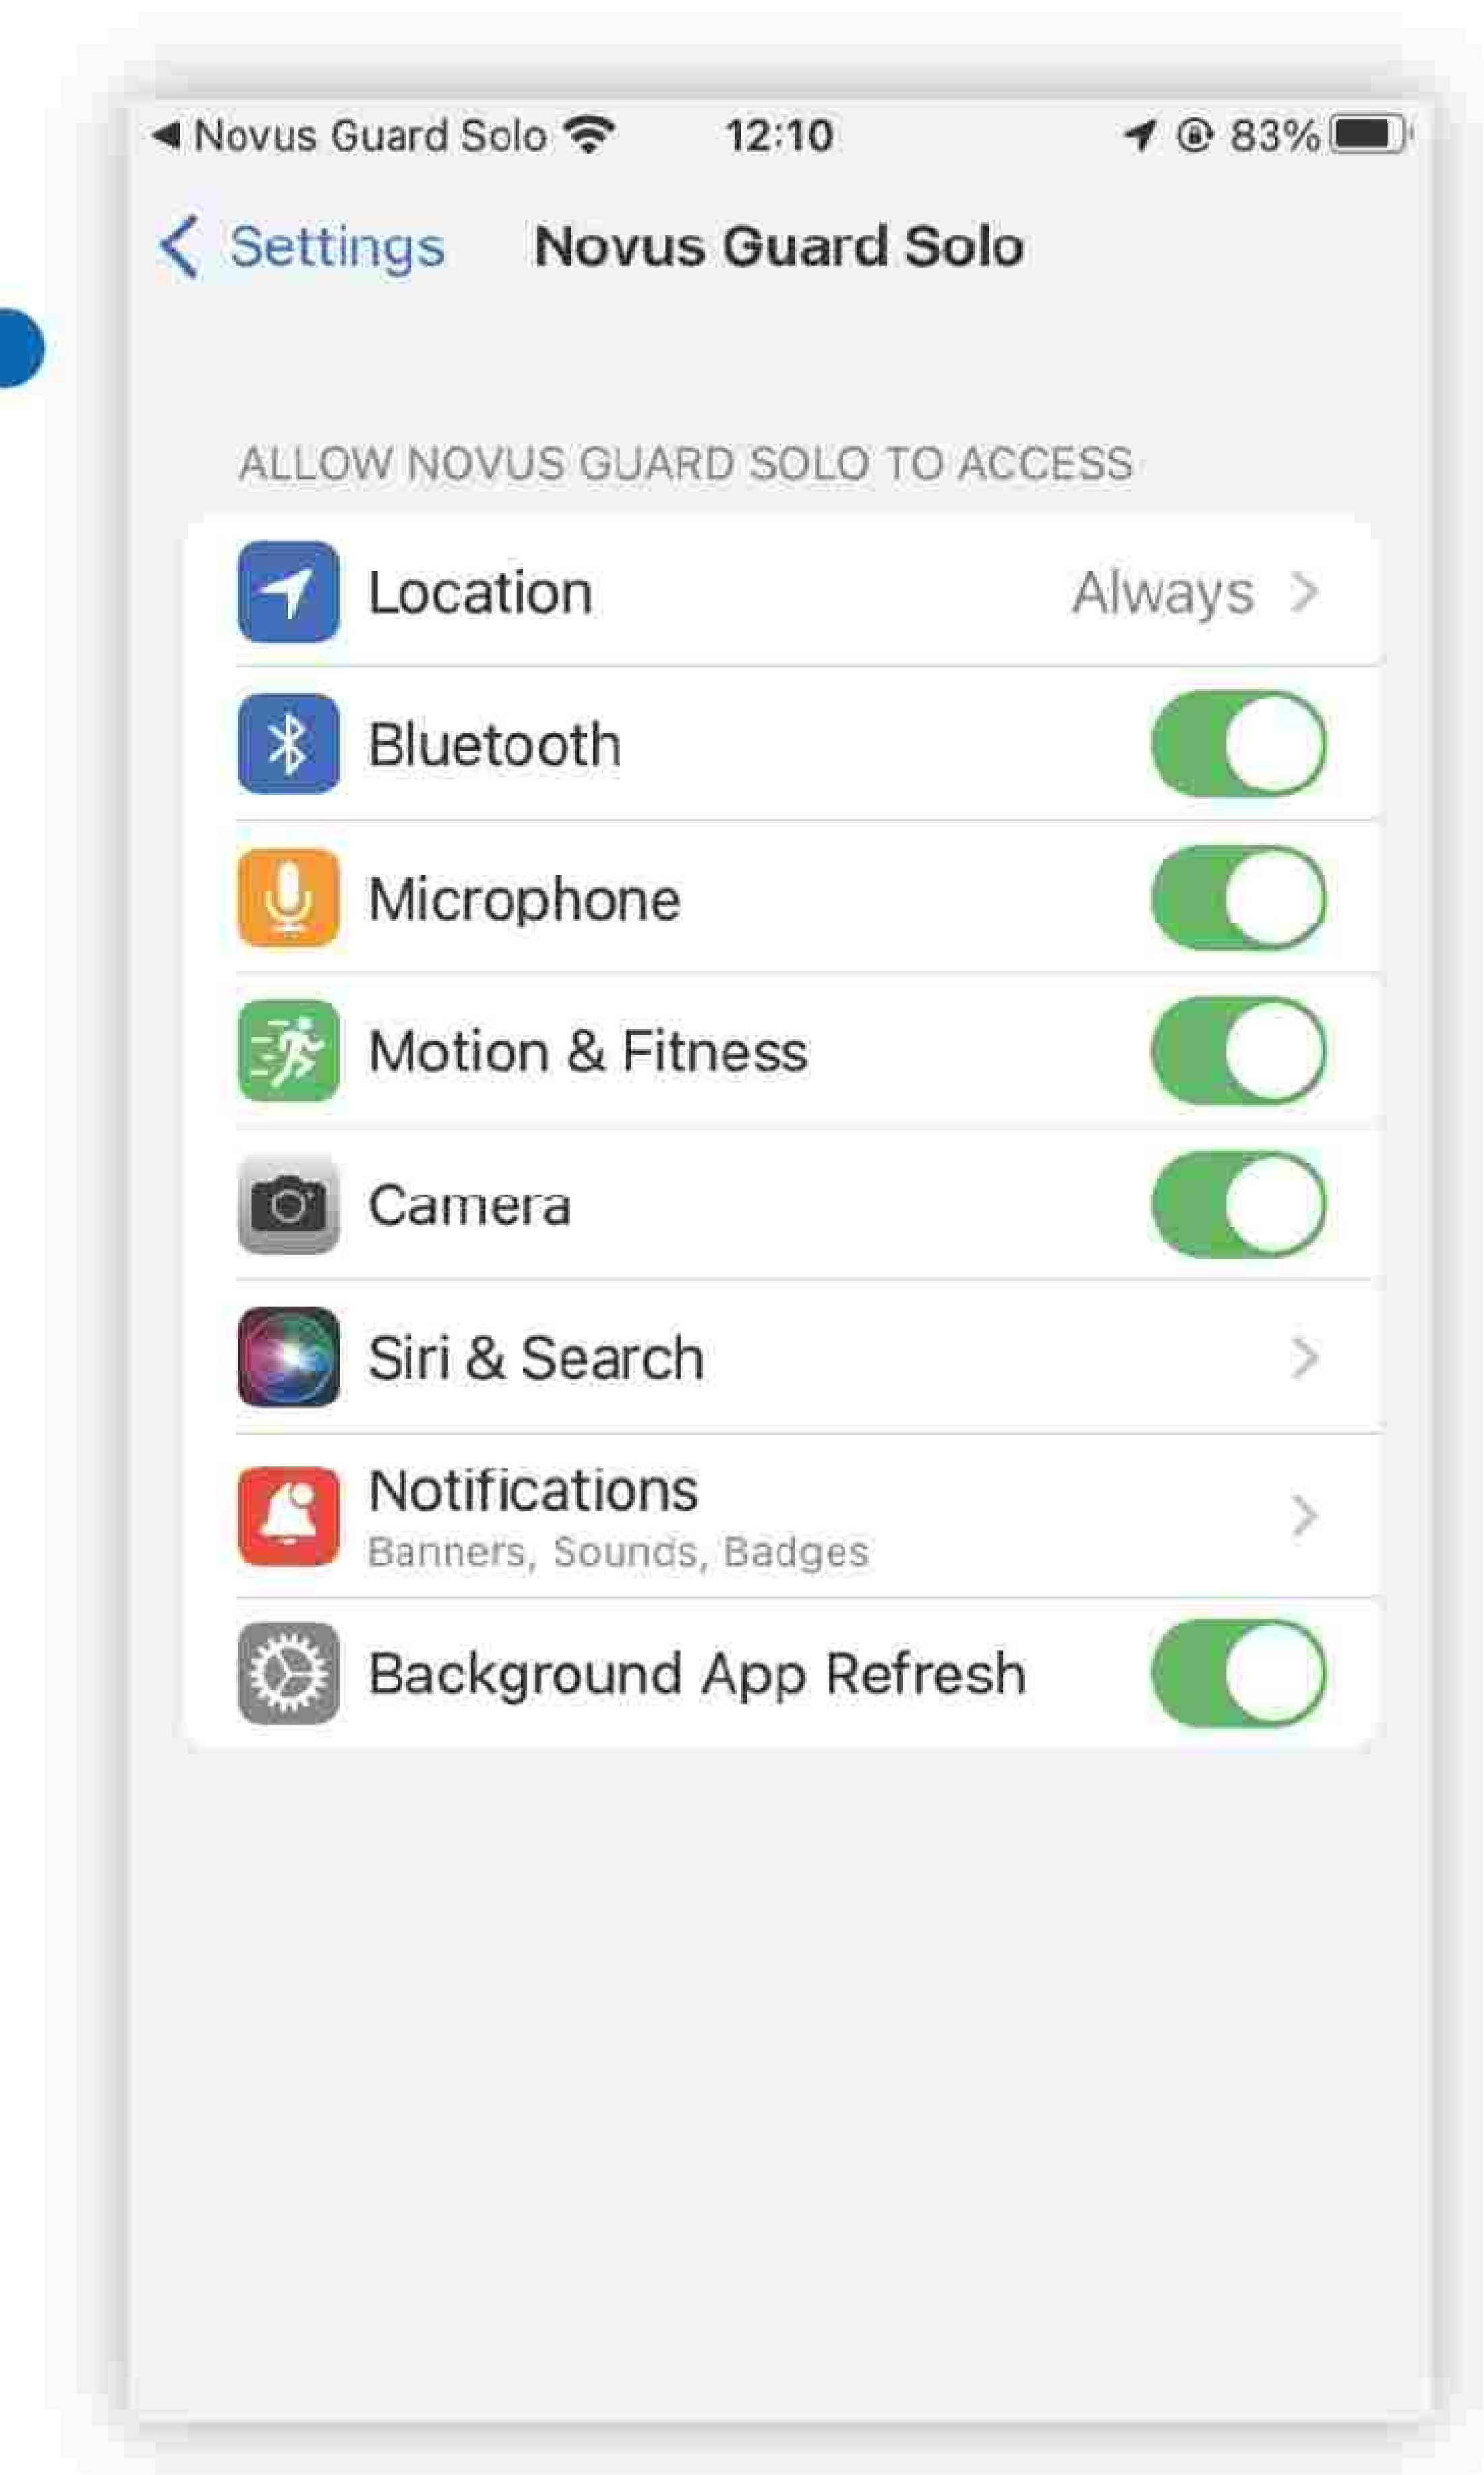 Novus Guard Solo 12:10 83%
Settings Novus Guard Solo
ALLOW NOVUS GUARD SOLO TO ACCESS
Location Always
Bluetooth
Microphone
Motion & Fitness
Camera
Siri & Search
Notifications
Banners, Sounds, Badges
Background App Refresh